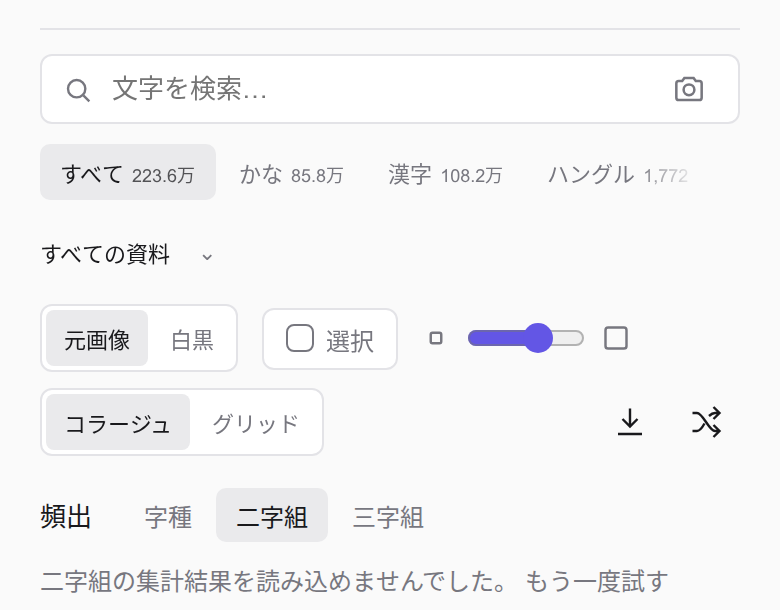 文字を検索…
すべて 223.6万 かな 85.8万 漢字 108.2万 ハングル 1,772
すべての資料
元画像 白黒 選択
コラージュ グリッド
頻出 字種 二字組 三字組
二字組の集計結果を読み込めませんでした。 もう一度試す